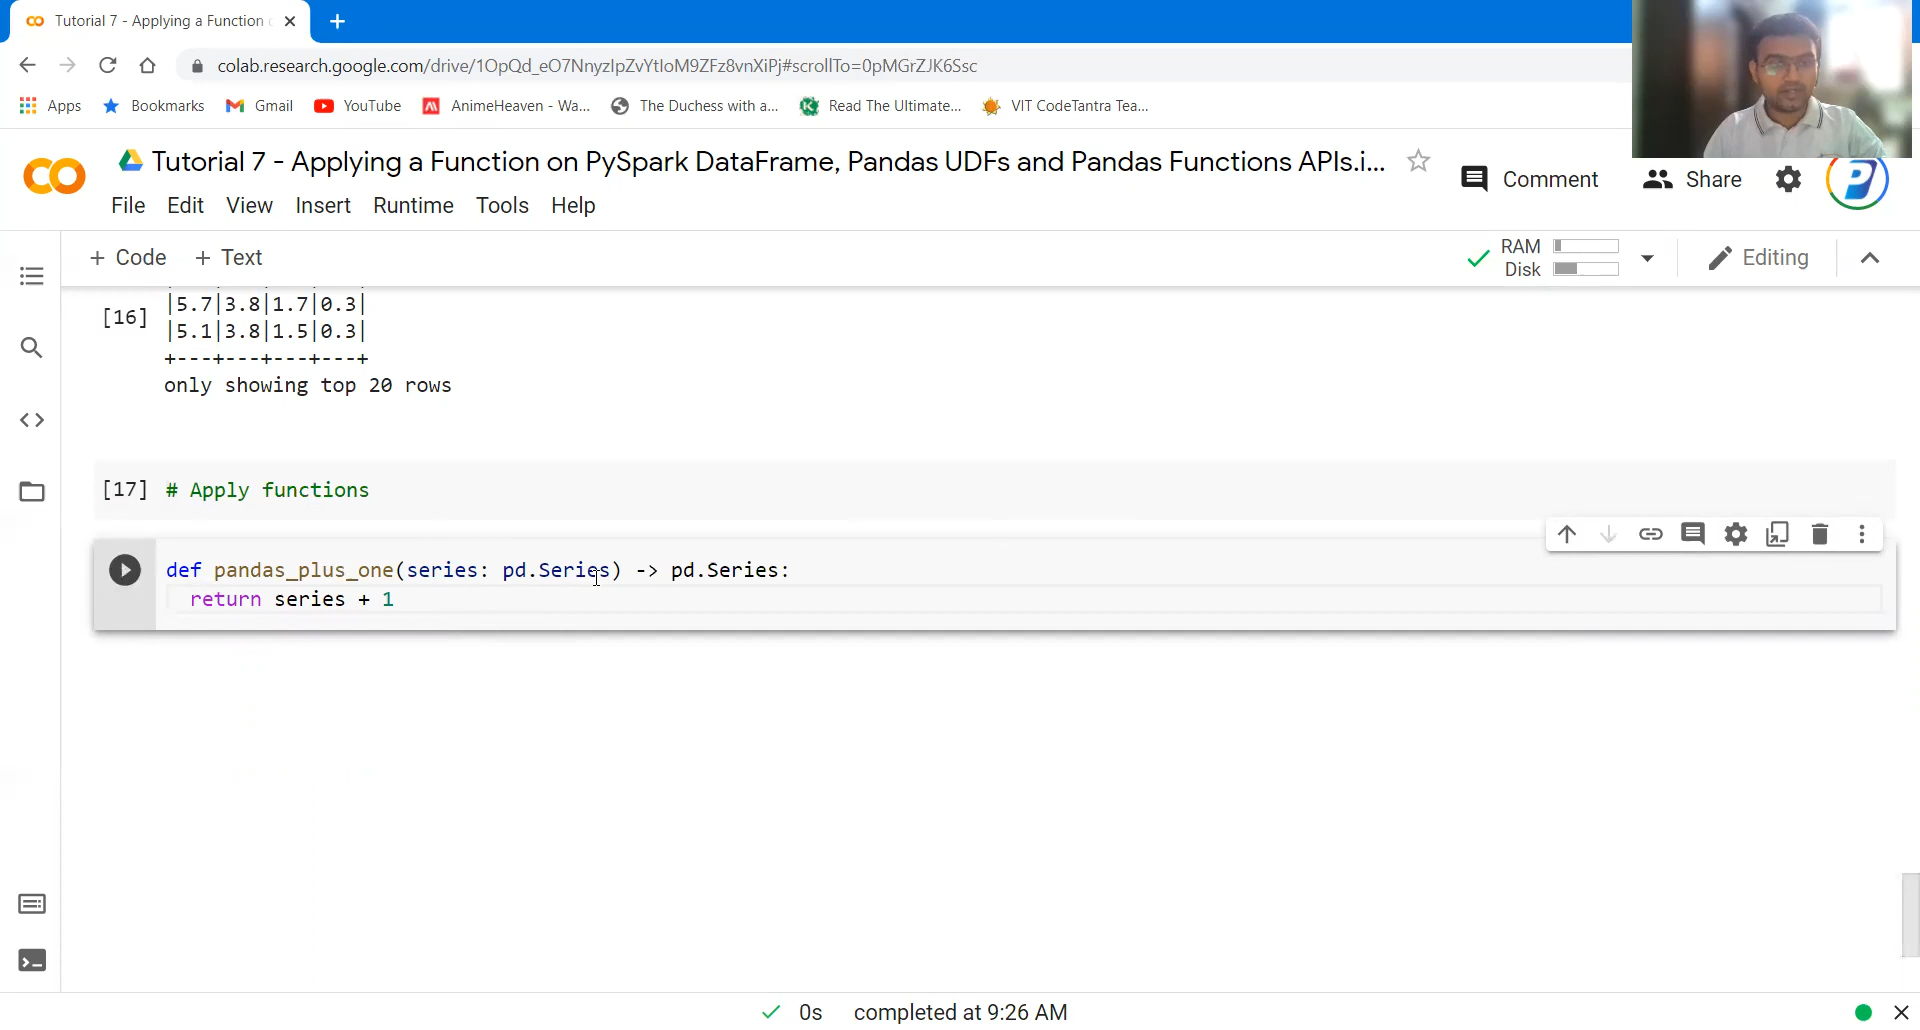 Tutorial 7 - Applying a Function
colab.research.google.com/drive/1OpQd_eO7NnyzIpZvYtIoM9ZFz8vnXiPj#scrollTo=0pMGrZJK6Ssc
Apps Bookmarks Gmail YouTube AnimeHeaven - Wa... The Duchess with a... Read The Ultimate... VIT CodeTantra Tea...
Tutorial 7 - Applying a Function on PySpark DataFrame, Pandas UDFs and Pandas Functions APIs.i...
Comment Share
File Edit View Insert Runtime Tools Help
+ Code + Text
RAM
Disk
Editing
|5.7|3.8|1.7|0.3|
[16]
|5.1|3.8|1.5|0.3|
+---+---+---+---+
only showing top 20 rows
[17] # Apply functions
def pandas_plus_one(series: pd.Series) -> pd.Series:
return series + 1
0s completed at 9:26 AM